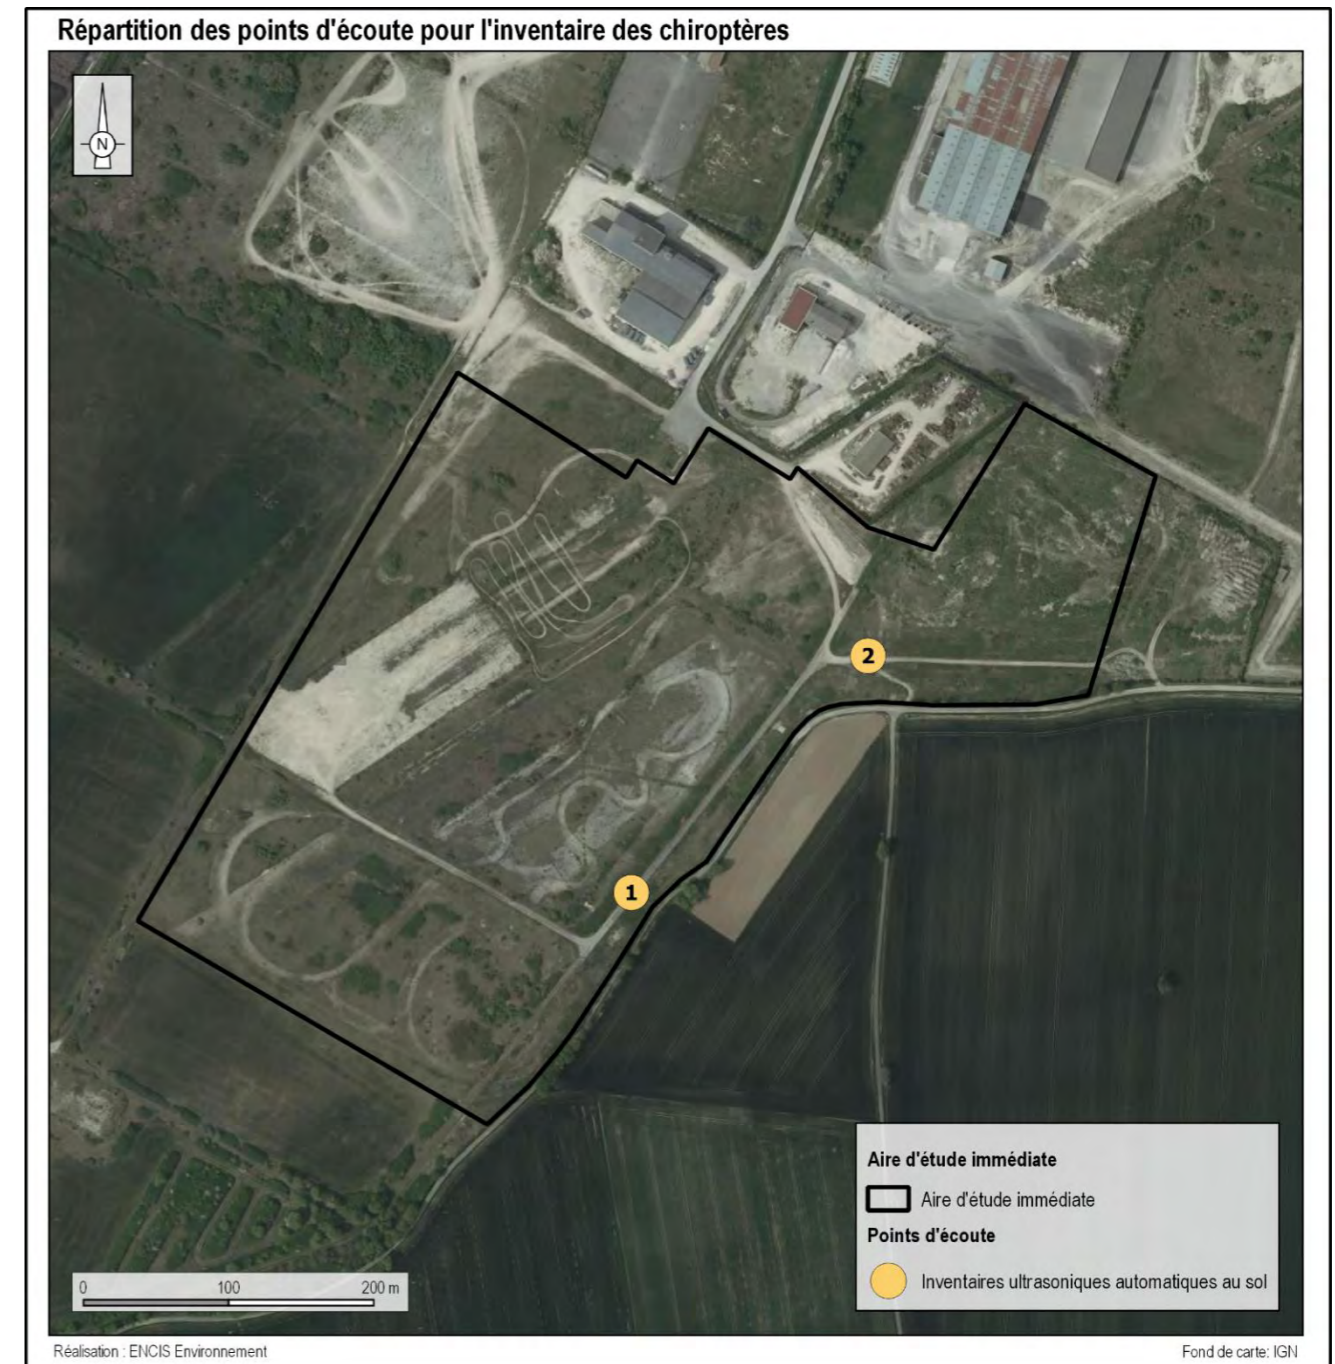 Répartition des points d'écoute pour l'inventaire des chiroptères
N
2
1
Aire d'étude immédiate
Aire d'étude immédiate
Points d'écoute
Inventaires ultrasoniques automatiques au sol
0 100 200 m
Réalisation : ENCIS Environnement
Fond de carte: IGN